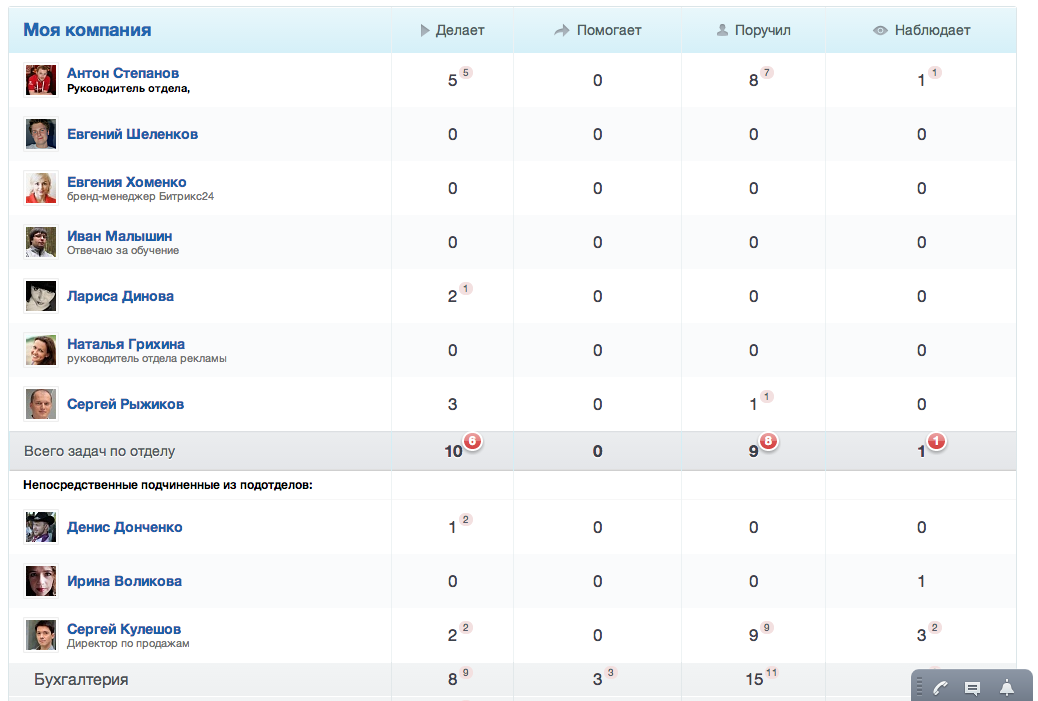 Моя компания Делает Помогает Поручил Наблюдает
Антон Степанов
Руководитель отдела,
5 5 0 8 7 1 1
Евгений Шеленков 0 0 0 0
Евгения Хоменко
бренд-менеджер Битрикс24
0 0 0 0
Иван Малышин
Отвечаю за обучение
0 0 0 0
Лариса Динова 2 1 0 0 0
Наталья Грихина
руководитель отдела рекламы
0 0 0 0
Сергей Рыжиков 3 0 1 1 0
Всего задач по отделу 10 6 0 9 8 1 1
Непосредственные подчиненные из подотделов:
Денис Донченко 1 2 0 0 0
Ирина Воликова 0 0 0 1
Сергей Кулешов
Директор по продажам
2 2 0 9 9 3 2
Бухгалтерия 8 9 3 3 15 11